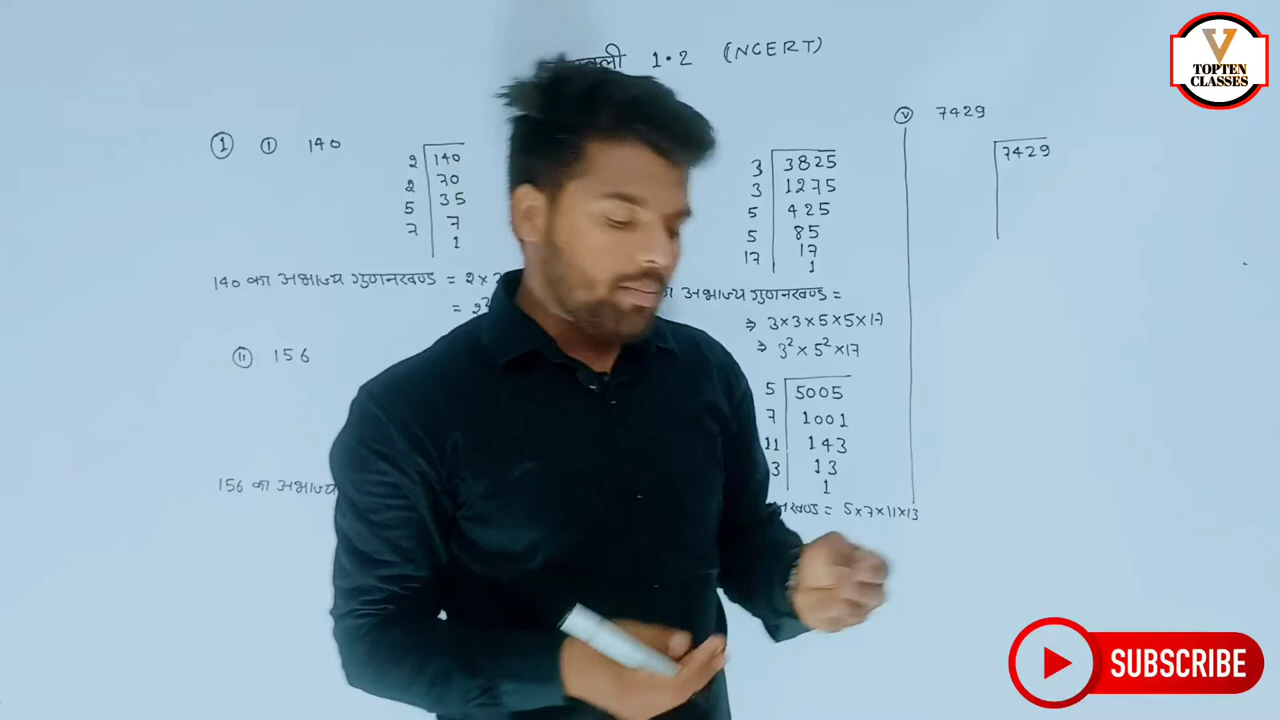 1.2 (NCERT)
V
TOPTEN
CLASSES
① ⓘ 140
2 140
2 70
5 35
7 7
1
140 का अभाज्य गुणनखण्ड = 2×
= 2²
ⅱ 156
156 का अभाज्य
3 3825
3 1275
5 425
5 85
17 17
1
अभाज्य गुणनखण्ड =
⇒ 3×3×5×5×17
⇒ 3²×5²×17
5 5005
7 1001
11 143
3 13
1
= 5×7×11×13
ⓥ 7429
7429
SUBSCRIBE